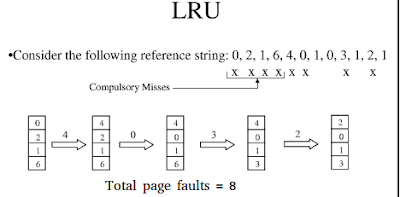 LRU
•Consider the following reference string: 0, 2, 1, 6, 4, 0, 1, 0, 3, 1, 2, 1
X X X X X X X X
Compulsory Misses
4 0 3 2
0 4 4 4 2
2 2 0 0 0
1 1 1 1 1
6 6 6 3 3
Total page faults = 8